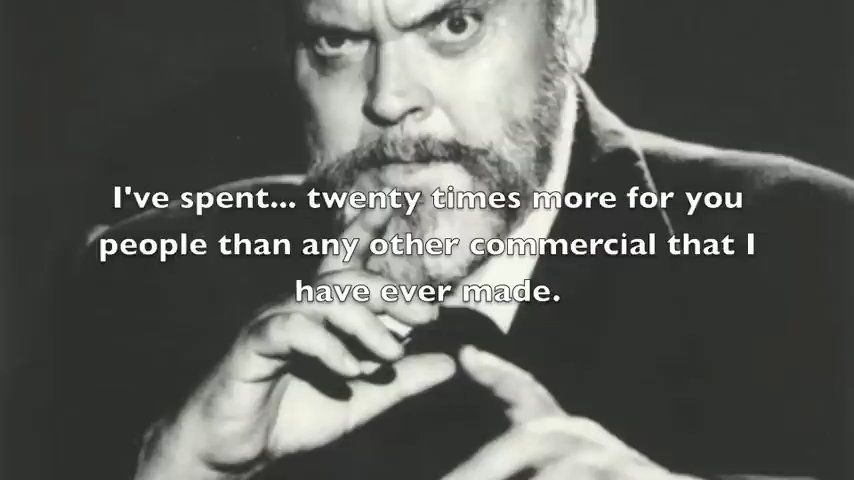 I've spent... twenty times more for you
people than any other commercial that I
have ever made.